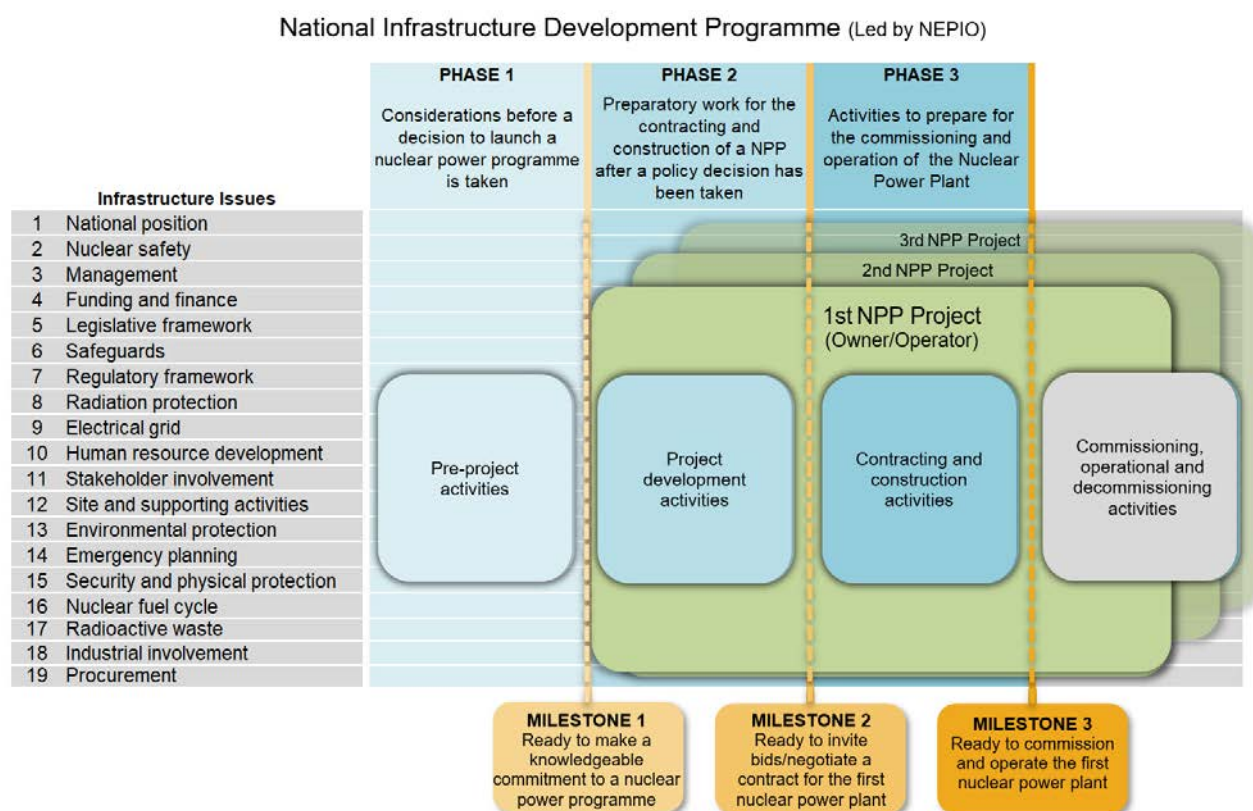 National Infrastructure Development Programme (Led by NEPIO)
PHASE 1
Considerations before a
decision to launch a
nuclear power programme
is taken
PHASE 2
Preparatory work for the
contracting and
construction of a NPP
after a policy decision has
been taken
PHASE 3
Activities to prepare for
the commissioning and
operation of the Nuclear
Power Plant
Infrastructure Issues
1 National position
2 Nuclear safety
3 Management
4 Funding and finance
5 Legislative framework
6 Safeguards
7 Regulatory framework
8 Radiation protection
9 Electrical grid
10 Human resource development
11 Stakeholder involvement
12 Site and supporting activities
13 Environmental protection
14 Emergency planning
15 Security and physical protection
16 Nuclear fuel cycle
17 Radioactive waste
18 Industrial involvement
19 Procurement
3rd NPP Project
2nd NPP Project
1st NPP Project
(Owner/Operator)
Pre-project
activities
Project
development
activities
Contracting and
construction
activities
Commissioning,
operational and
decommissioning
activities
MILESTONE 1
Ready to make a
knowledgeable
commitment to a nuclear
power programme
MILESTONE 2
Ready to invite
bids/negotiate a
contract for the first
nuclear power plant
MILESTONE 3
Ready to commission
and operate the first
nuclear power plant